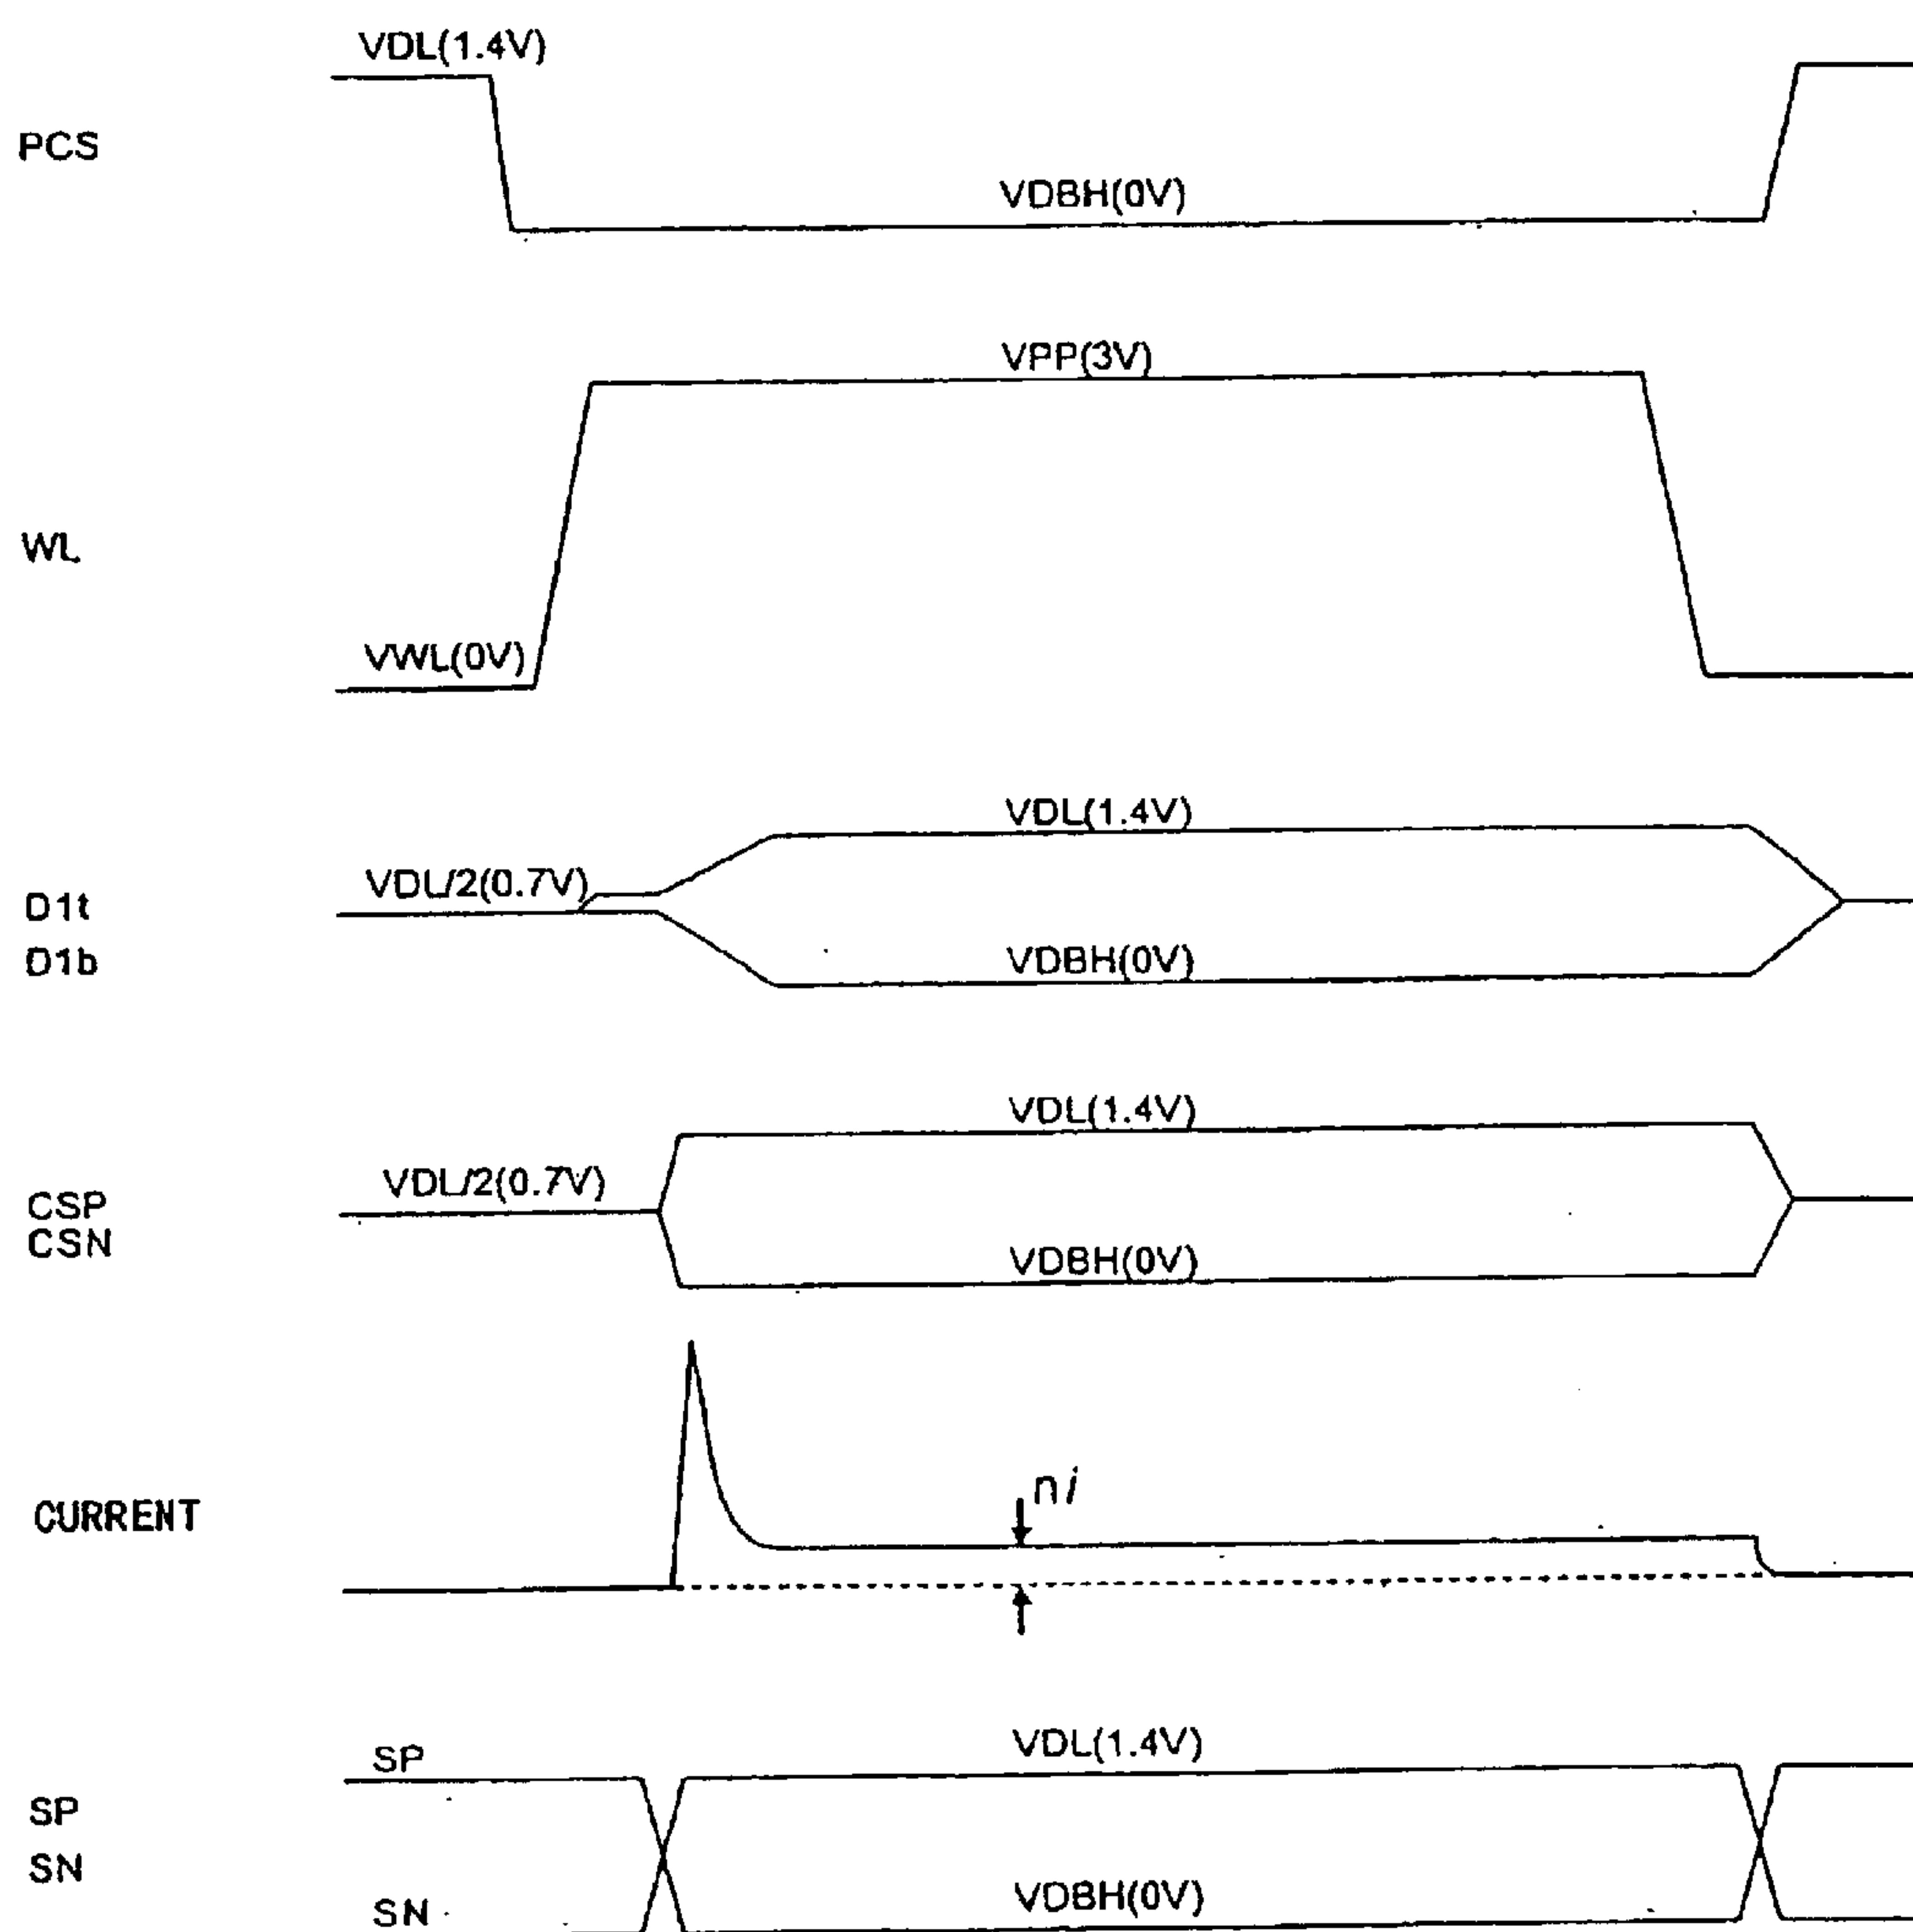 VDL(1.4V)
PCS
VDBH(0V)
VPP(3V)
WL
VWL(0V)
VDL(1.4V)
VDL/2(0.7V)
D1t
D1b
VDBH(0V)
VDL(1.4V)
VDL/2(0.7V)
CSP
CSN
VDBH(0V)
ni
CURRENT
VDL(1.4V)
SP
SP
SN
VDBH(0V)
SN